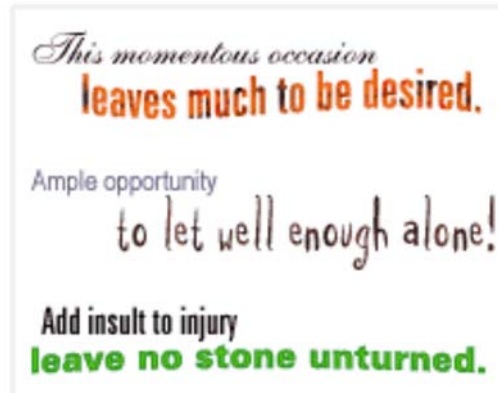 This momentous occasion
leaves much to be desired.
Ample opportunity
to let well enough alone!
Add insult to injury
leave no stone unturned.